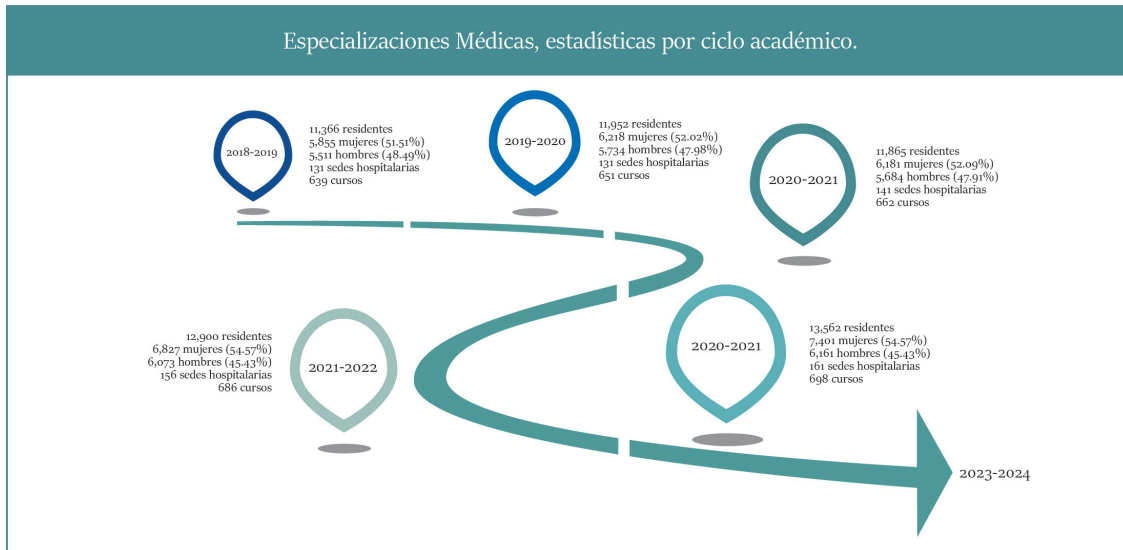 Especializaciones Médicas, estadísticas por ciclo académico.
2018-2019
11,366 residentes
5,855 mujeres (51.51%)
5,511 hombres (48.49%)
131 sedes hospitalarias
639 cursos
2019-2020
11,952 residentes
6,218 mujeres (52.02%)
5,734 hombres (47.98%)
131 sedes hospitalarias
651 cursos
2020-2021
11,865 residentes
6,181 mujeres (52.09%)
5,684 hombres (47.91%)
141 sedes hospitalarias
662 cursos
12,900 residentes
6,827 mujeres (54.57%)
6,073 hombres (45.43%)
156 sedes hospitalarias
686 cursos
2021-2022
2020-2021
13,562 residentes
7,401 mujeres (54.57%)
6,161 hombres (45.43%)
161 sedes hospitalarias
698 cursos
2023-2024